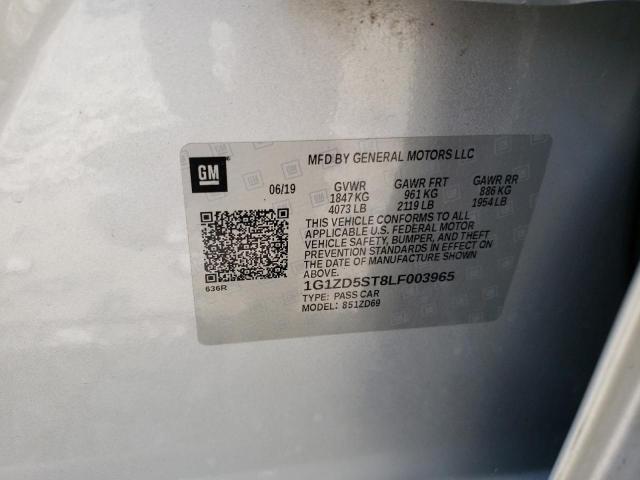 MFD BY GENERAL MOTORS LLC
GM
06/19 GVWR GAWR FRT GAWR RR
1847 KG 961 KG 886 KG
4073 LB 2119 LB 1954 LB
THIS VEHICLE CONFORMS TO ALL
APPLICABLE U.S. FEDERAL MOTOR
VEHICLE SAFETY, BUMPER, AND THEFT
PREVENTION STANDARDS IN EFFECT ON
THE DATE OF MANUFACTURE SHOWN
ABOVE.
636R
1G1ZD5ST8LF003965
TYPE: PASS CAR
MODEL: 851ZD69